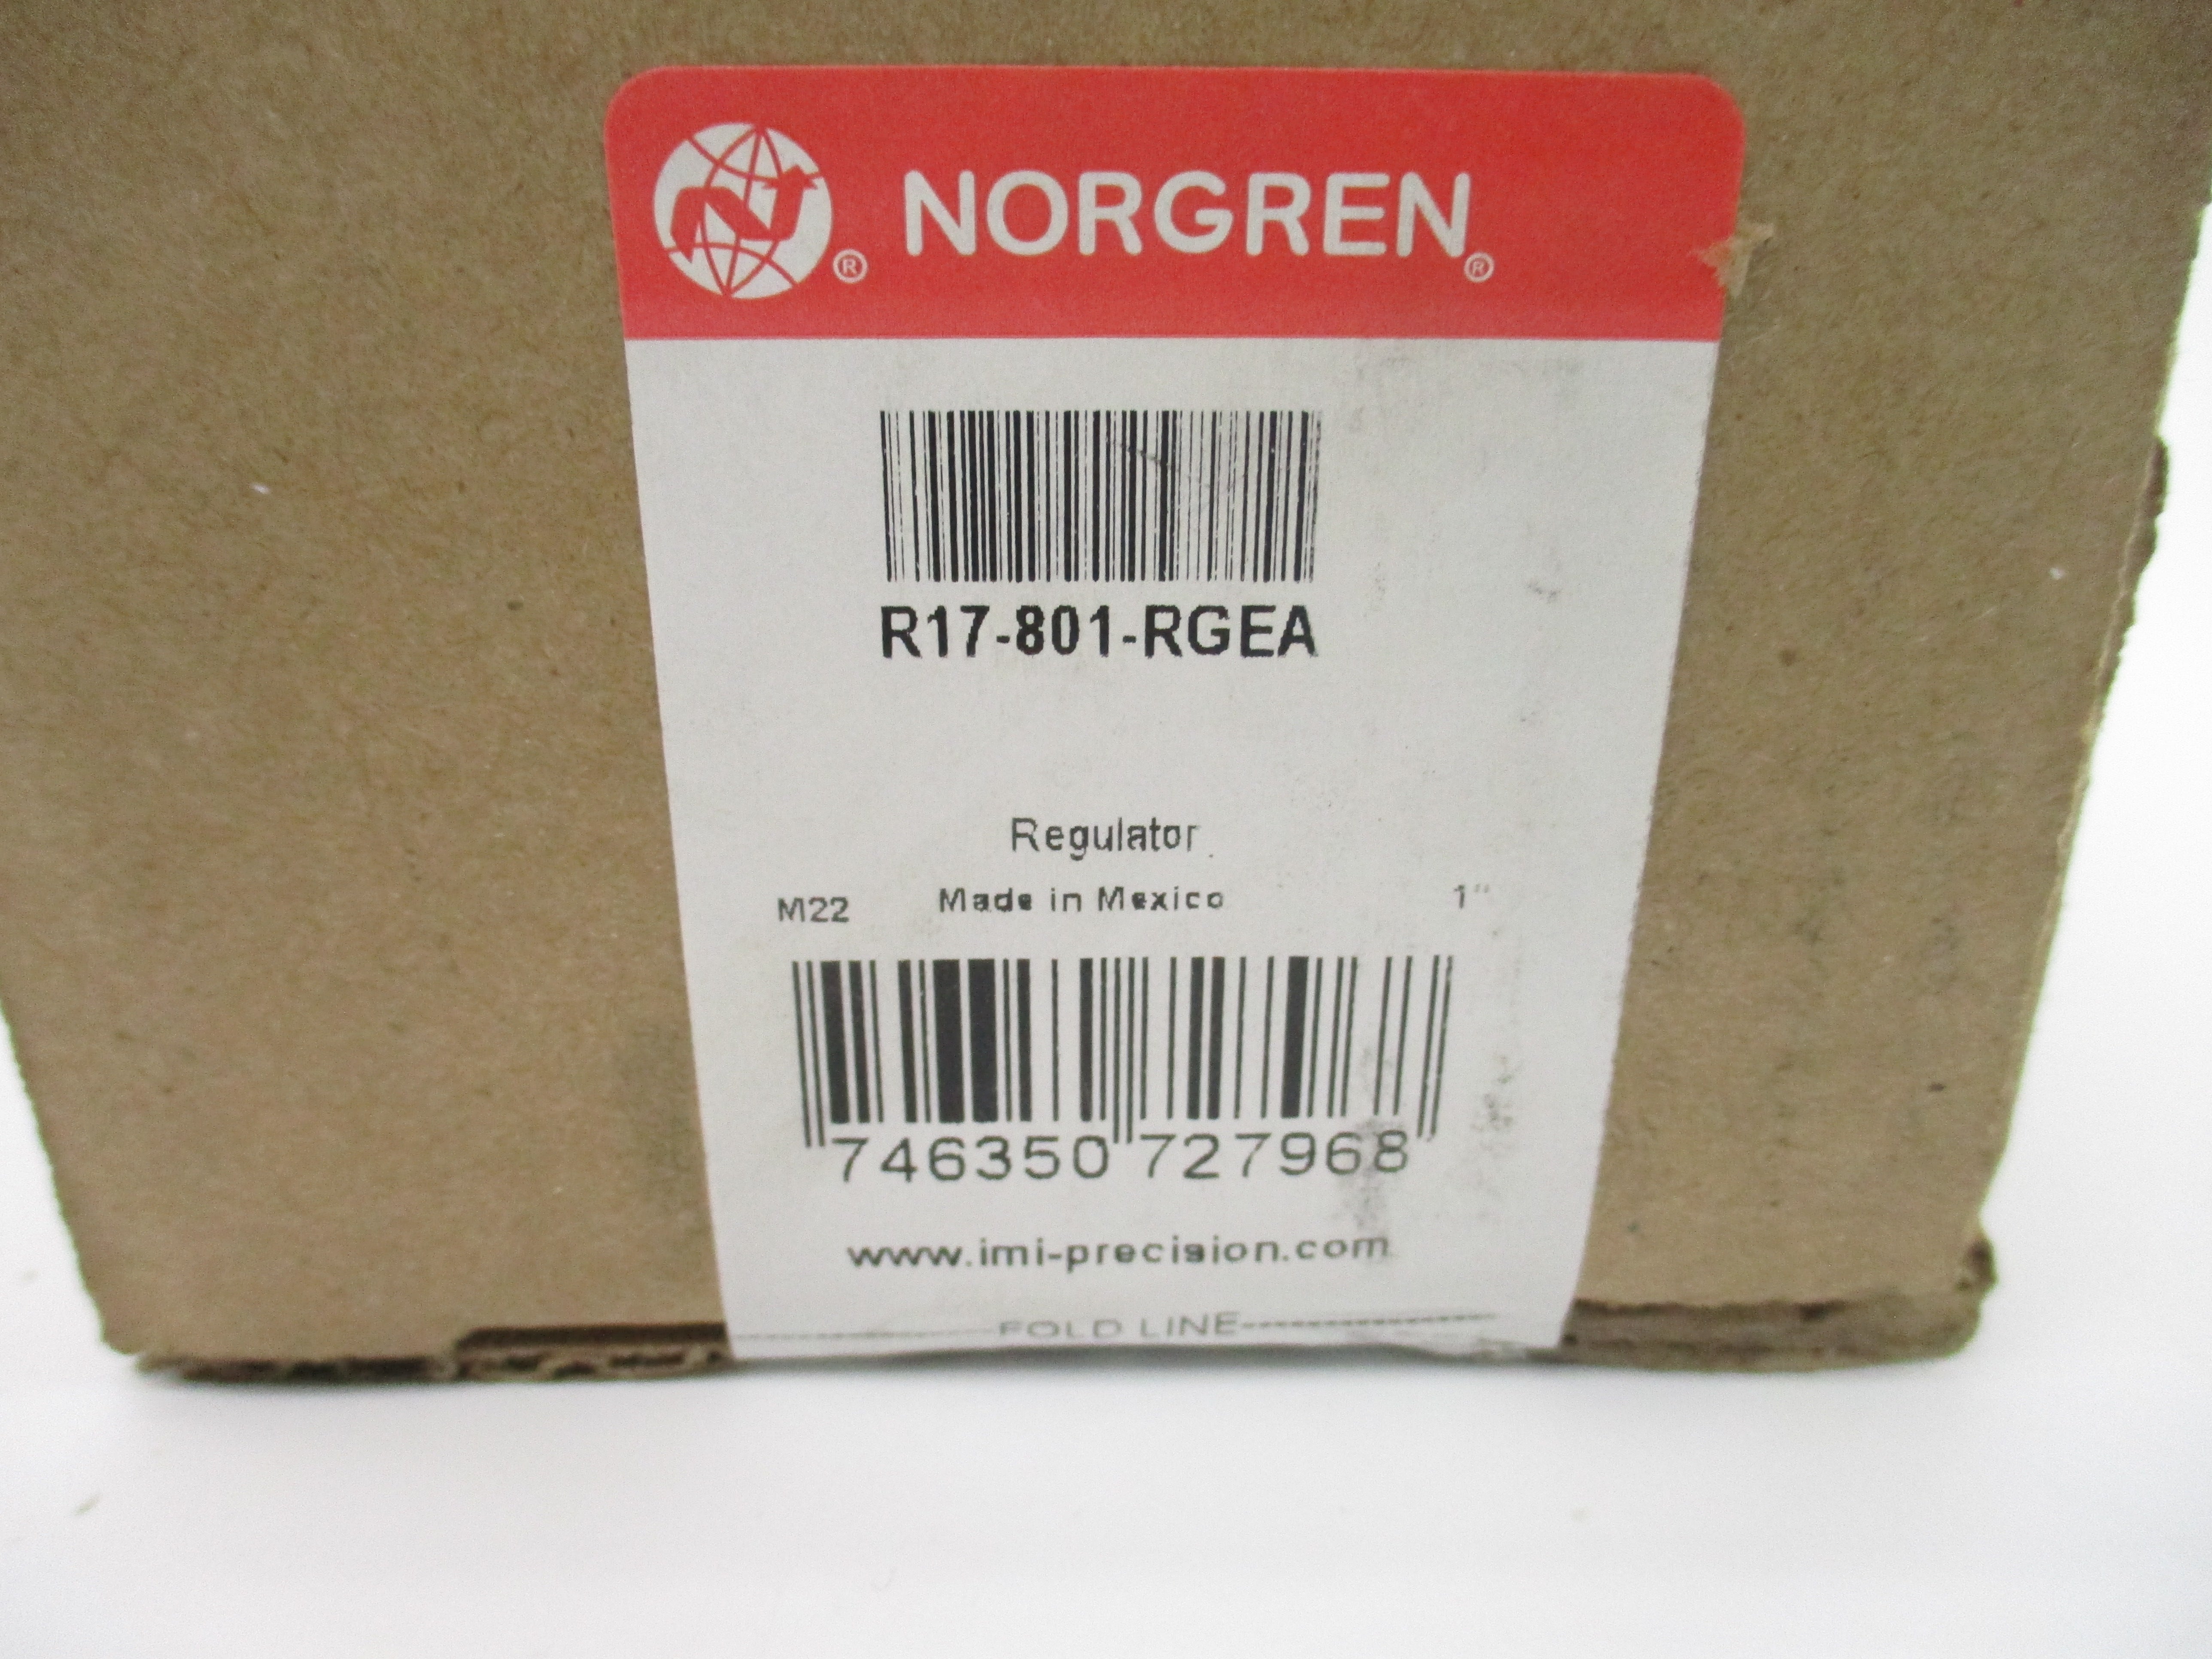 ® NORGREN®
R17-801-RGEA
Regulator
M22 Made in Mexico 1"
746350 727968
www.imi-precision.com
FOLD LINE